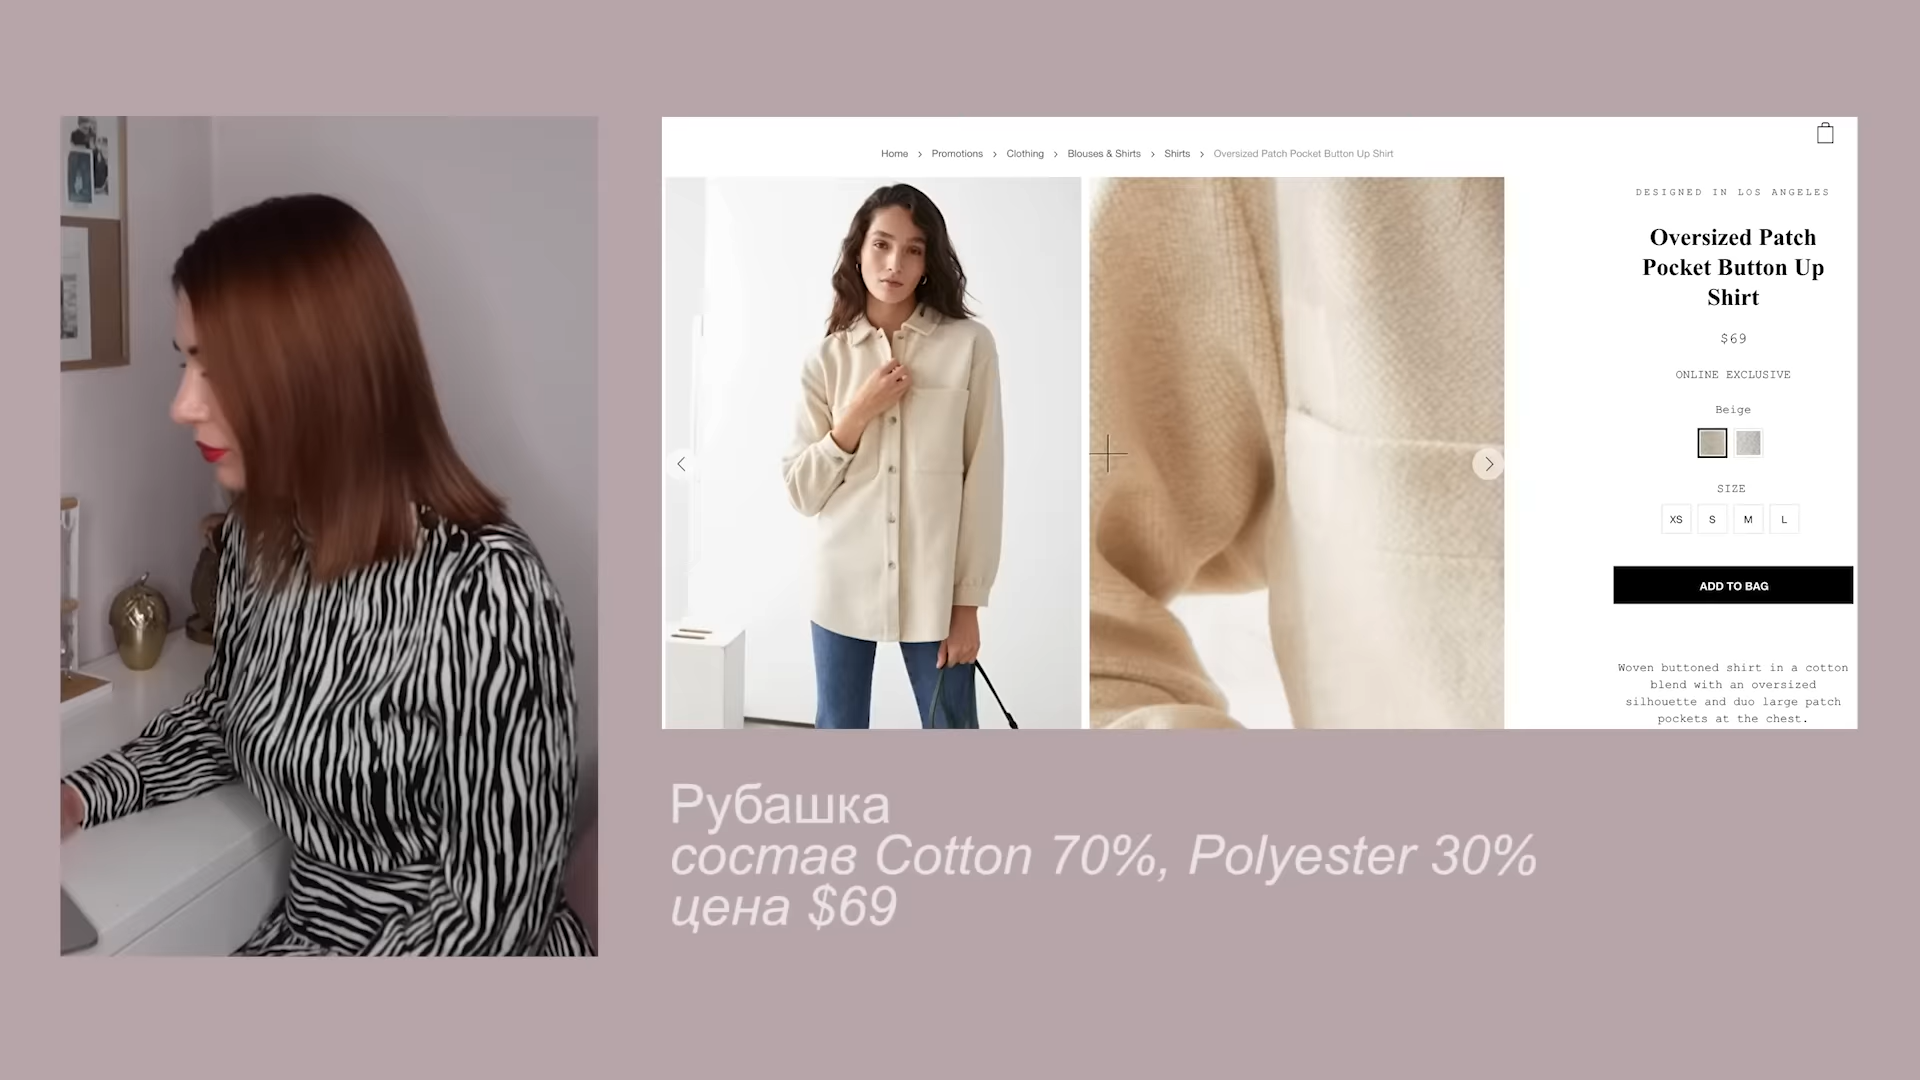 Home > Promotions > Clothing > Blouses & Shirts > Shirts > Oversized Patch Pocket Button Up Shirt
DESIGNED IN LOS ANGELES
Oversized Patch
Pocket Button Up
Shirt
$69
ONLINE EXCLUSIVE
Beige
SIZE
XS S M L
ADD TO BAG
Woven buttoned shirt in a cotton
blend with an oversized
silhouette and duo large patch
pockets at the chest.
Рубашка
состав Cotton 70%, Polyester 30%
цена $69